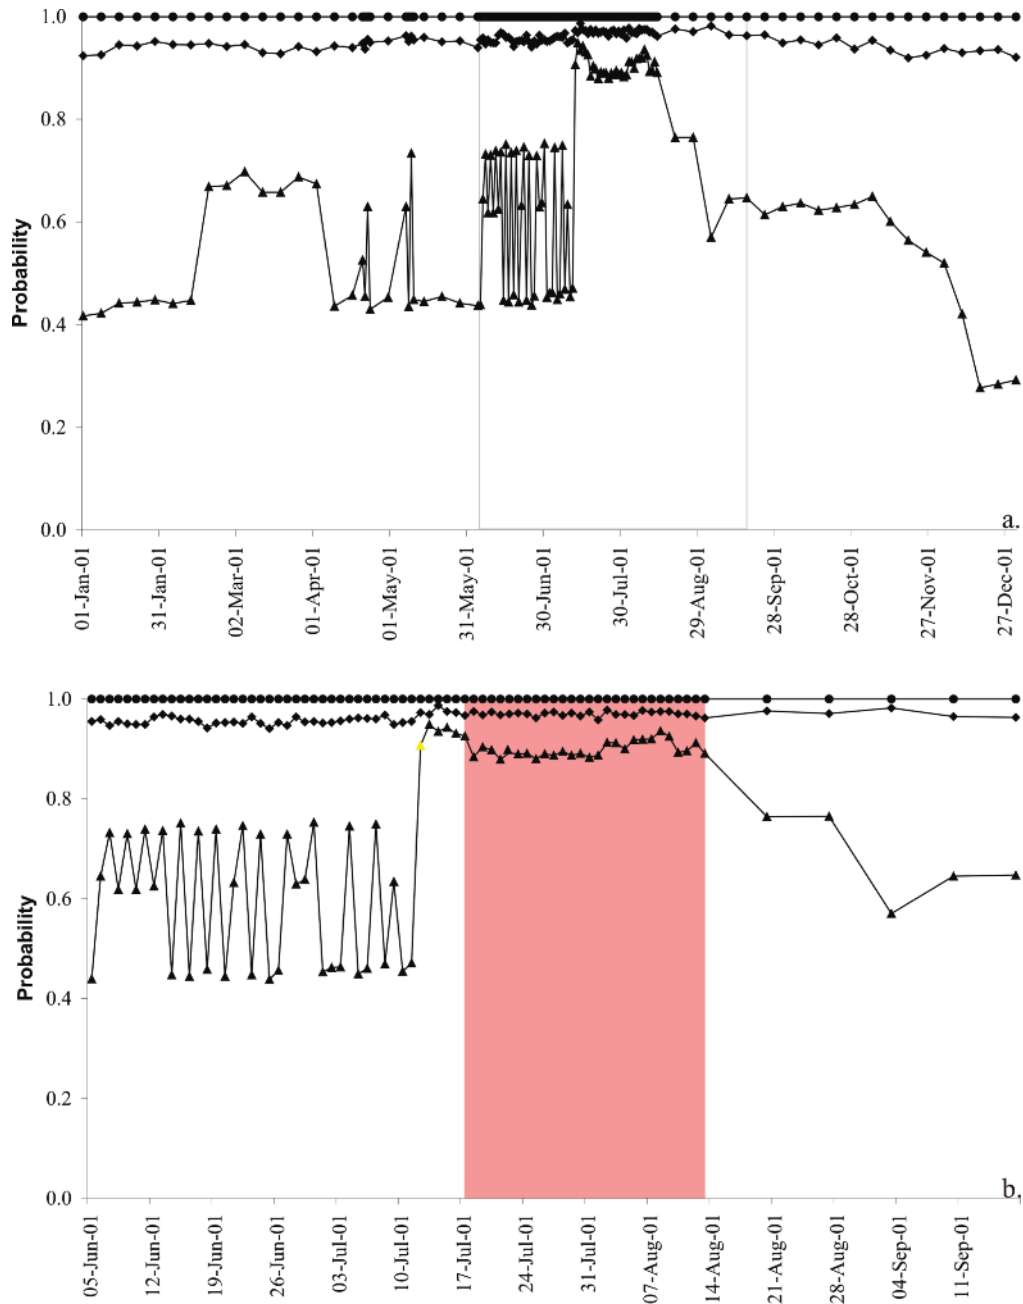 1.0
0.8
0.6
0.4
0.2
0.0
Probability
a.
01-Jan-01
31-Jan-01
02-Mar-01
01-Apr-01
01-May-01
31-May-01
30-Jun-01
30-Jul-01
29-Aug-01
28-Sep-01
28-Oct-01
27-Nov-01
27-Dec-01
1.0
0.8
0.6
0.4
0.2
0.0
Probability
b.
05-Jun-01
12-Jun-01
19-Jun-01
26-Jun-01
03-Jul-01
10-Jul-01
17-Jul-01
24-Jul-01
31-Jul-01
07-Aug-01
14-Aug-01
21-Aug-01
28-Aug-01
04-Sep-01
11-Sep-01